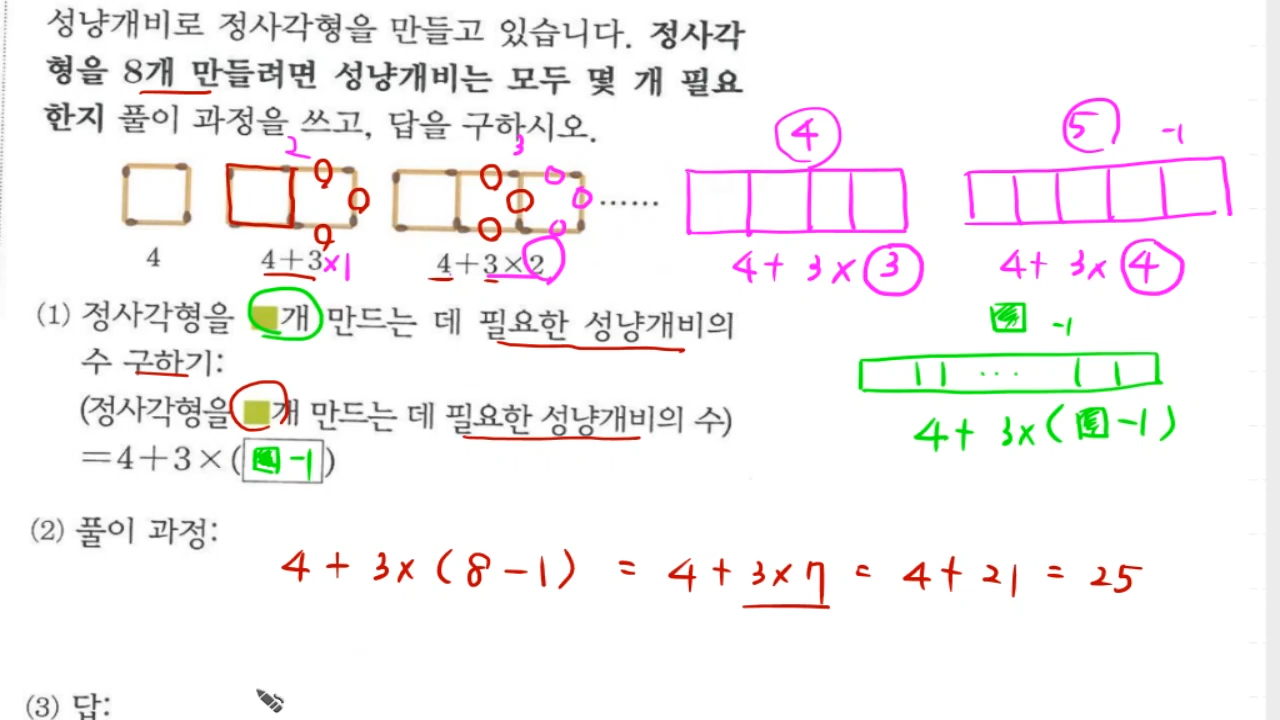 성냥개비로 정사각형을 만들고 있습니다. 정사각
형을 8개 만들려면 성냥개비는 모두 몇 개 필요
한지 풀이 과정을 쓰고, 답을 구하시오.
2 3 4 5 -1
4 4+3×1 4+3×2 ...... 4+3×3 4+3×4
(1) 정사각형을 ■개 만드는 데 필요한 성냥개비의
수 구하기:
(정사각형을 ■개 만드는 데 필요한 성냥개비의 수)
=4+3×(■-1)
■ -1
...
4+3×(■-1)
(2) 풀이 과정:
4+3×(8-1) = 4+3×7 = 4+21 = 25
(3) 답: